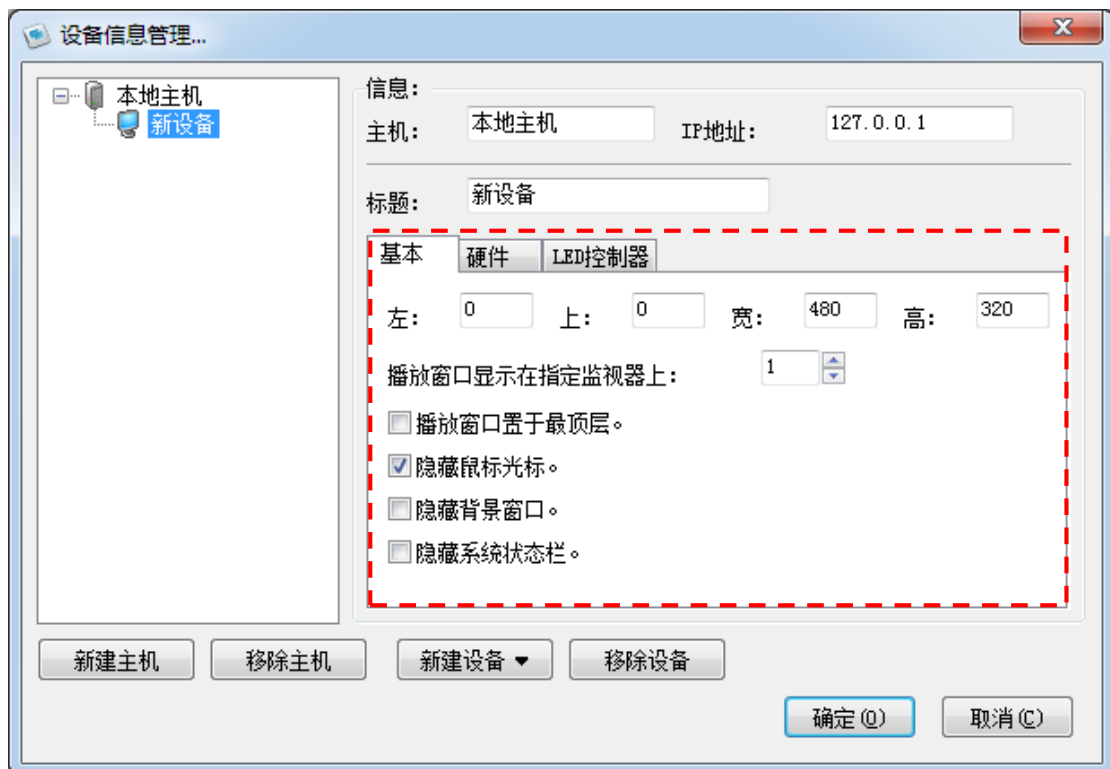 设备信息管理...
本地主机
新设备
信息:
主机: 本地主机 IP地址: 127.0.0.1
标题: 新设备
基本 硬件 LED控制器
左: 0 上: 0 宽: 480 高: 320
播放窗口显示在指定监视器上: 1
播放窗口置于最顶层。
隐藏鼠标光标。
隐藏背景窗口。
隐藏系统状态栏。
新建主机 移除主机 新建设备 移除设备
确定(O) 取消(C)